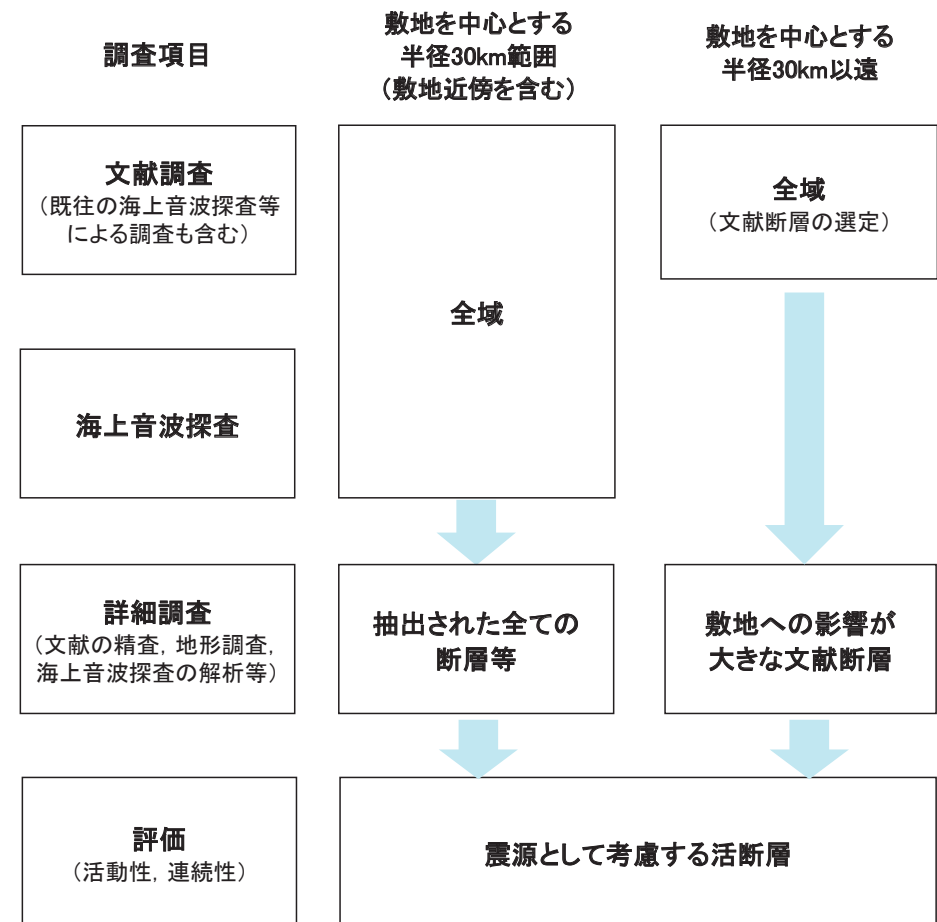 調査項目
敷地を中心とする
半径30km範囲
(敷地近傍を含む)
敷地を中心とする
半径30km以遠
文献調査
(既往の海上音波探査等
による調査も含む)
全域
全域
(文献断層の選定)
海上音波探査
詳細調査
(文献の精査, 地形調査,
海上音波探査の解析等)
抽出された全ての
断層等
敷地への影響が
大きな文献断層
評価
(活動性, 連続性)
震源として考慮する活断層